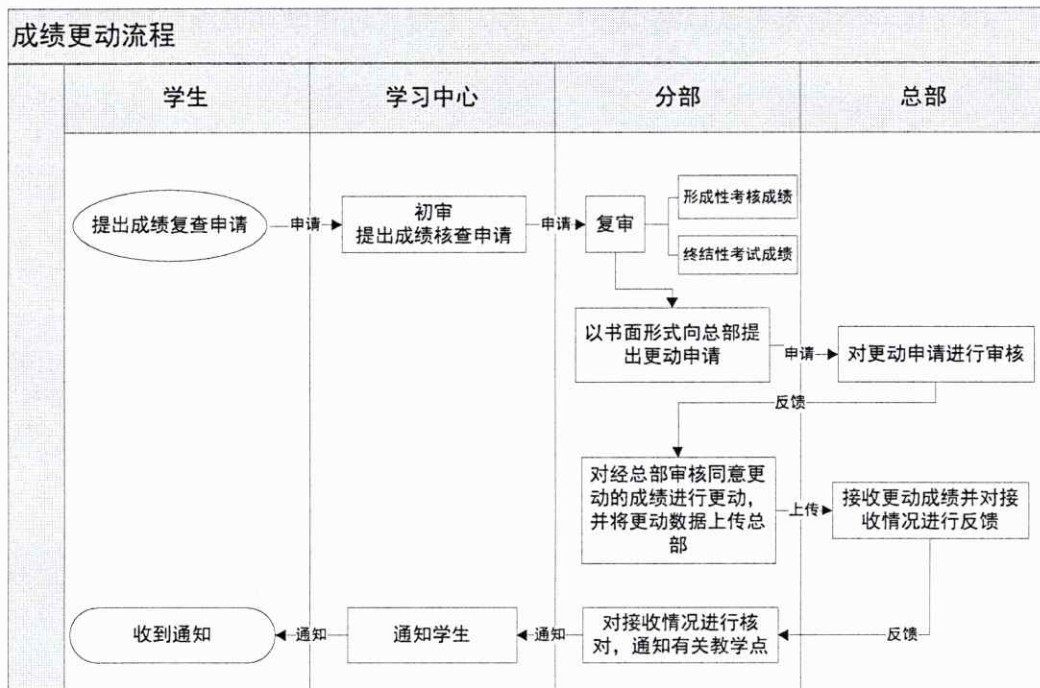 成绩更动流程
学生
学习中心
分部
总部
提出成绩复查申请
申请
初审
提出成绩核查申请
申请
复审
形成性考核成绩
终结性考试成绩
以书面形式向总部提
出更动申请
申请
对更动申请进行审核
反馈
对经总部审核同意更
动的成绩进行更动，
并将更动数据上传总
部
上传
接收更动成绩并对接
收情况进行反馈
反馈
对接收情况进行核
对，通知有关教学点
通知
通知学生
通知
收到通知